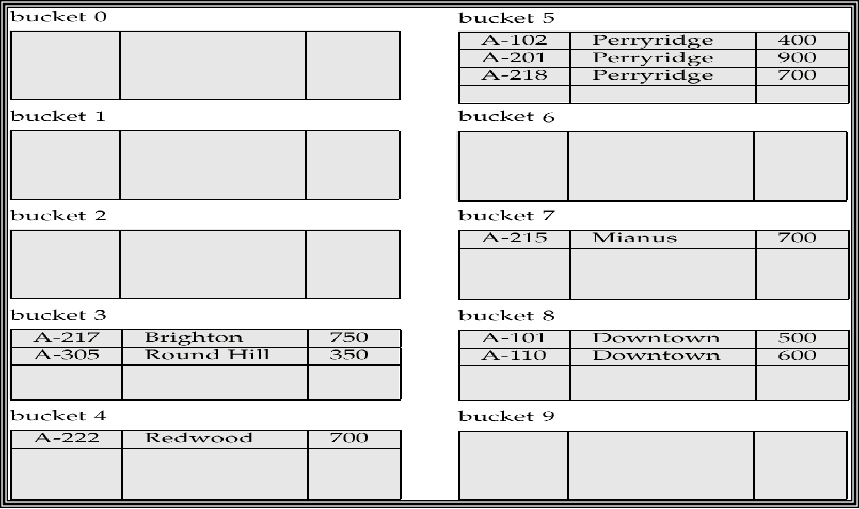 bucket 0
bucket 1
bucket 2
bucket 3
A-217 Brighton 750
A-305 Round Hill 350
bucket 4
A-222 Redwood 700
bucket 5
A-102 Perryridge 400
A-201 Perryridge 900
A-218 Perryridge 700
bucket 6
bucket 7
A-215 Mianus 700
bucket 8
A-101 Downtown 500
A-110 Downtown 600
bucket 9